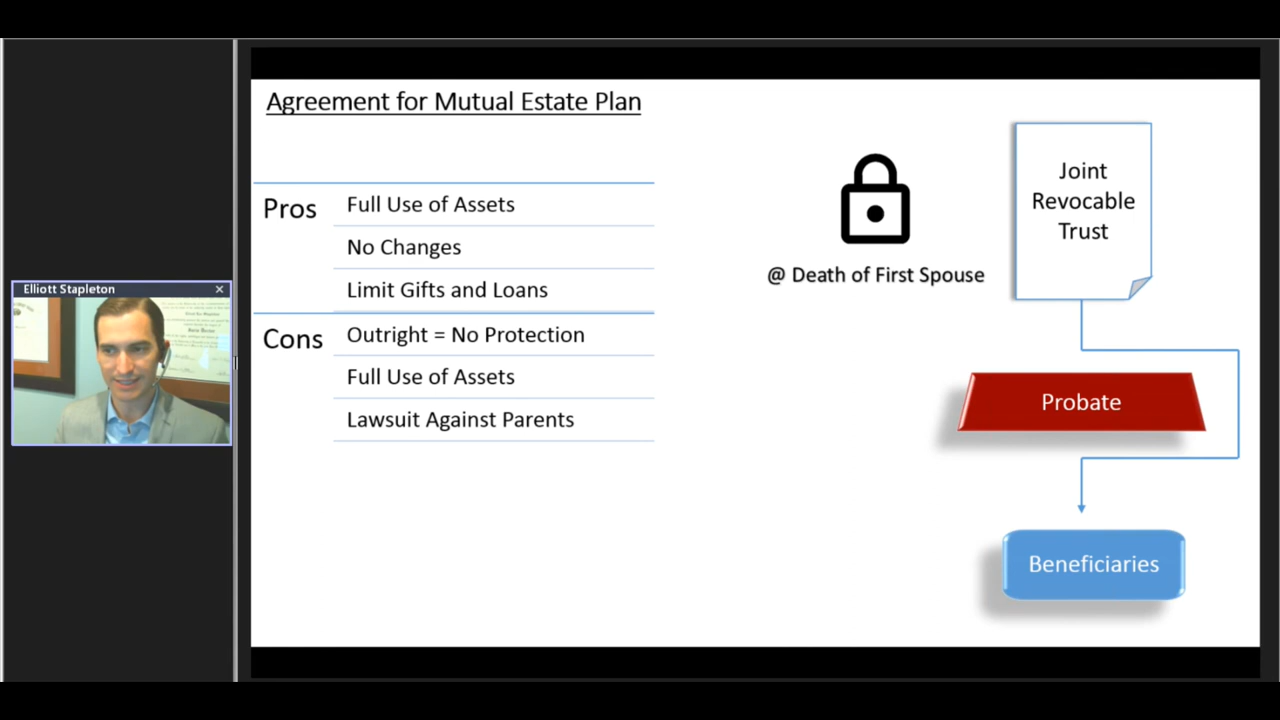 Agreement for Mutual Estate Plan
Pros
Full Use of Assets
No Changes
Limit Gifts and Loans
Cons
Outright = No Protection
Full Use of Assets
Lawsuit Against Parents
@ Death of First Spouse
Joint
Revocable
Trust
Probate
Beneficiaries
Elliott Stapleton